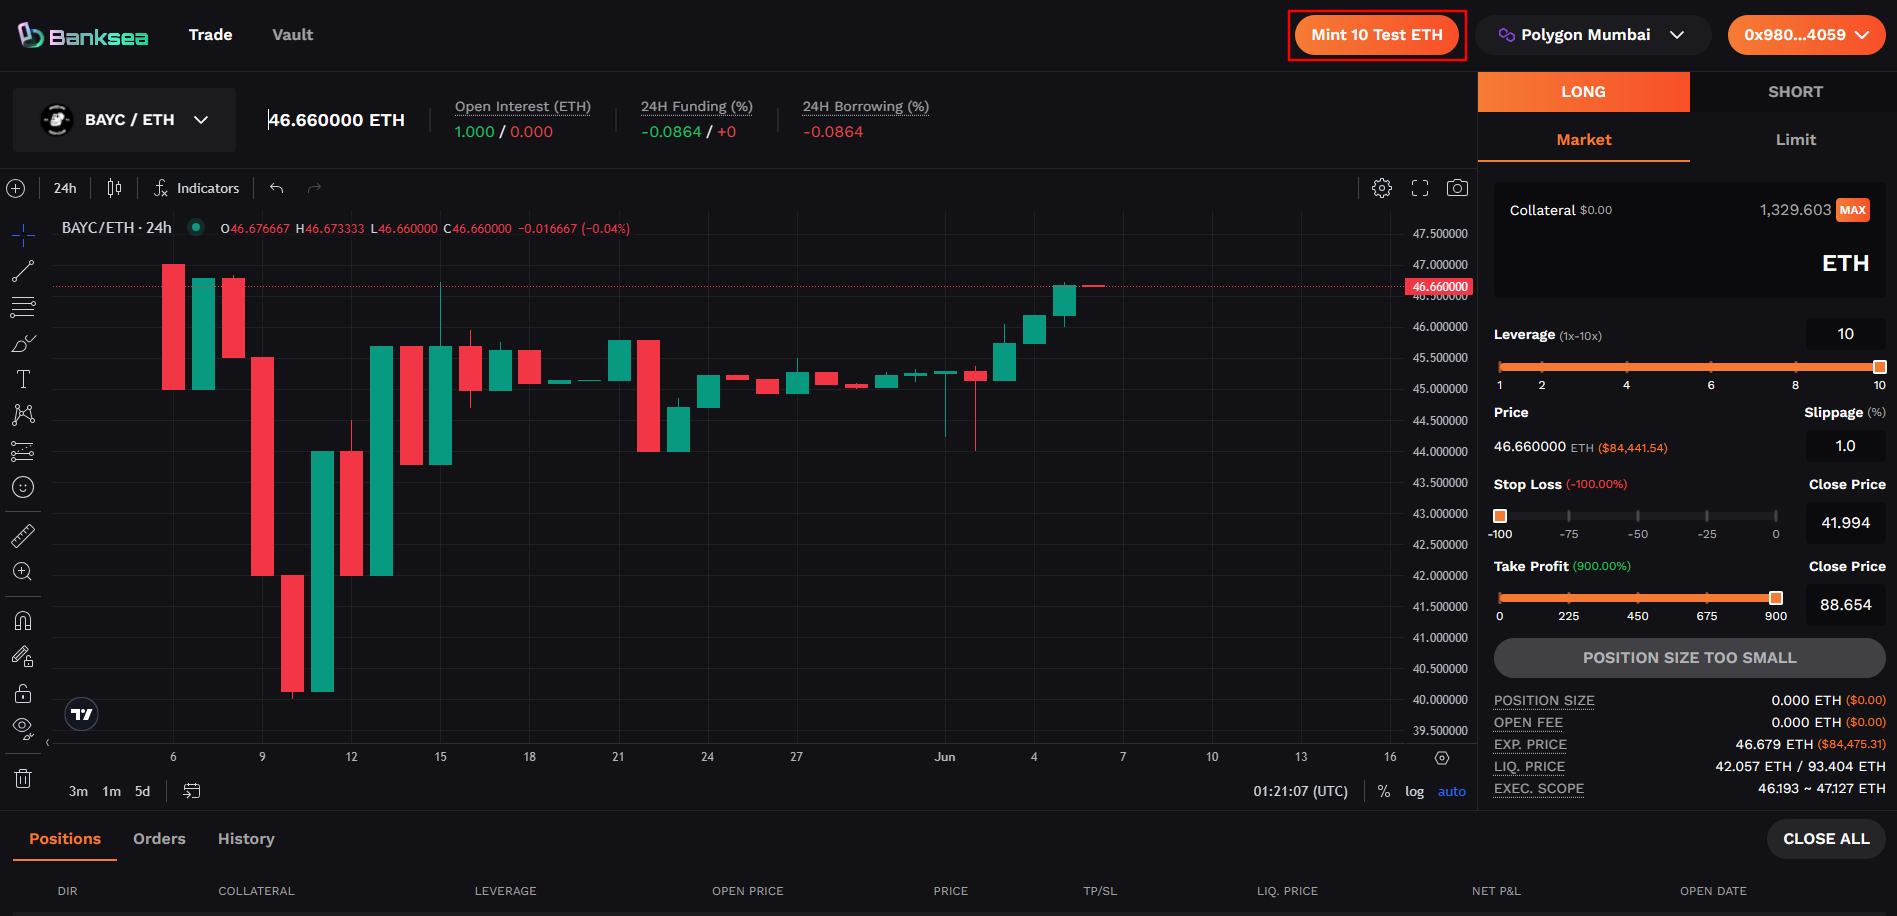 Banksea
Trade
Vault
Mint 10 Test ETH
Polygon Mumbai
0x980...4059
BAYC / ETH
46.660000 ETH
Open Interest (ETH)
1.000 / 0.000
24H Funding (%)
-0.0864 / +0
24H Borrowing (%)
-0.0864
24h
Indicators
BAYC/ETH · 24h
O46.676667 H46.673333 L46.660000 C46.660000 −0.016667 (−0.04%)
47.500000
47.000000
46.660000
46.500000
46.000000
45.500000
45.000000
44.500000
44.000000
43.500000
43.000000
42.500000
42.000000
41.500000
41.000000
40.500000
40.000000
39.500000
6 9 12 15 18 21 24 27 Jun 4 7 10 13 16
3m 1m 5d
01:21:07 (UTC)
% log auto
LONG
SHORT
Market
Limit
Collateral $0.00
1,329.603 MAX
ETH
Leverage (1x-10x)
10
1 2 4 6 8 10
Price
Slippage (%)
46.660000 ETH ($84,441.54)
1.0
Stop Loss (-100.00%)
Close Price
41.994
-100 -75 -50 -25 0
Take Profit (900.00%)
Close Price
88.654
0 225 450 675 900
POSITION SIZE TOO SMALL
POSITION SIZE 0.000 ETH ($0.00)
OPEN FEE 0.000 ETH ($0.00)
EXP. PRICE 46.679 ETH ($84,475.31)
LIQ. PRICE 42.057 ETH / 93.404 ETH
EXEC. SCOPE 46.193 ~ 47.127 ETH
Positions
Orders
History
CLOSE ALL
DIR COLLATERAL LEVERAGE OPEN PRICE PRICE TP/SL LIQ. PRICE NET P&L OPEN DATE